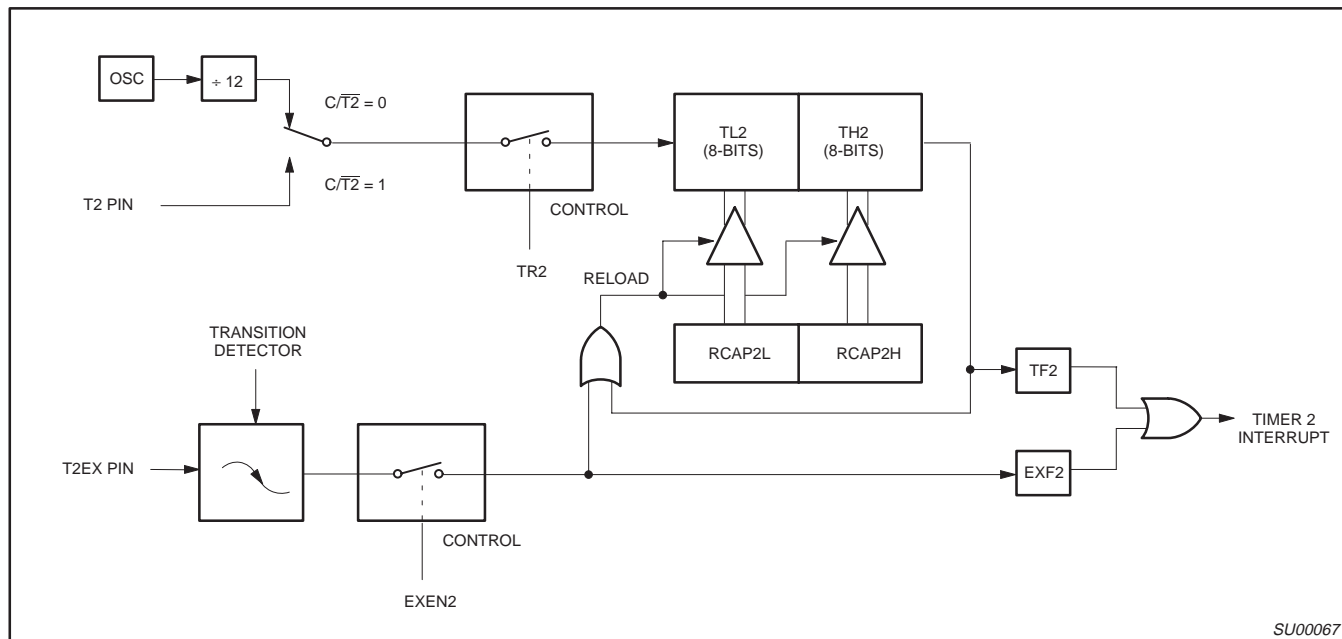 OSC
÷ 12
C/T2 = 0
C/T2 = 1
T2 PIN
CONTROL
TR2
TL2
(8-BITS)
TH2
(8-BITS)
RELOAD
RCAP2L
RCAP2H
TRANSITION
DETECTOR
T2EX PIN
CONTROL
EXEN2
TF2
EXF2
TIMER 2
INTERRUPT
SU00067